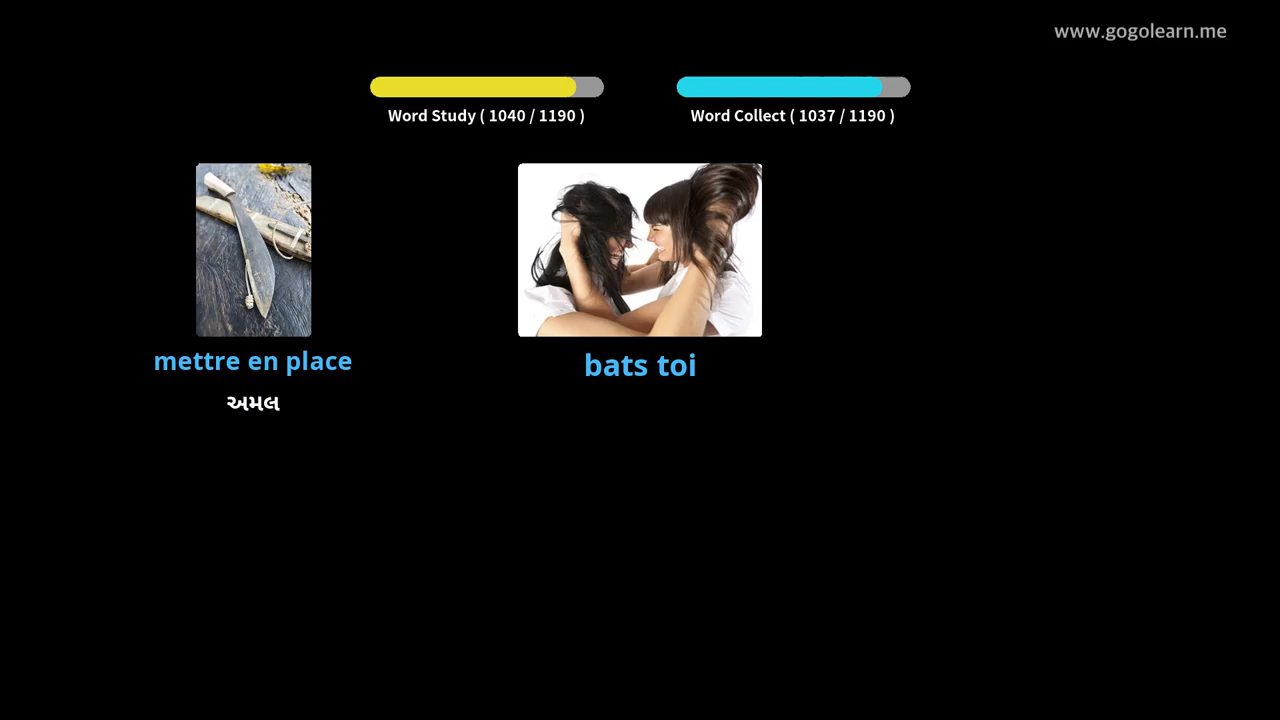 www.gogolearn.me
Word Study ( 1040 / 1190 )
Word Collect ( 1037 / 1190 )
mettre en place
અમલ
bats toi